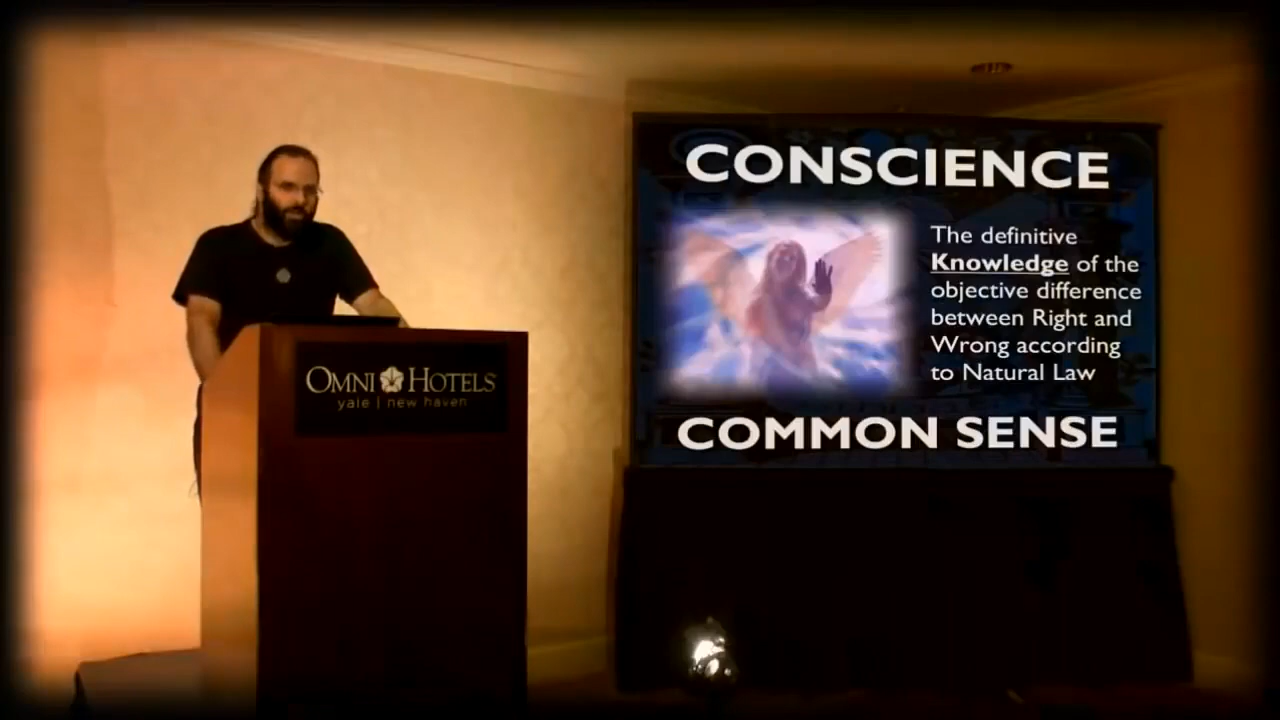 OMNI HOTELS
yale | new haven
CONSCIENCE
The definitive
Knowledge of the
objective difference
between Right and
Wrong according
to Natural Law
COMMON SENSE